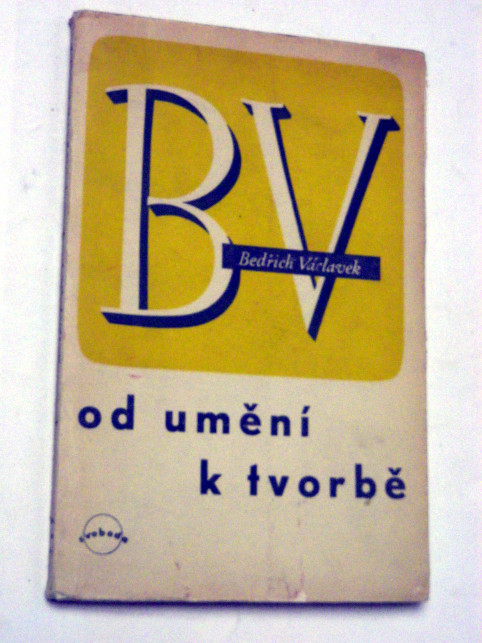 BV
Bedřich Václavek
od umění
k tvorbě
svoboda